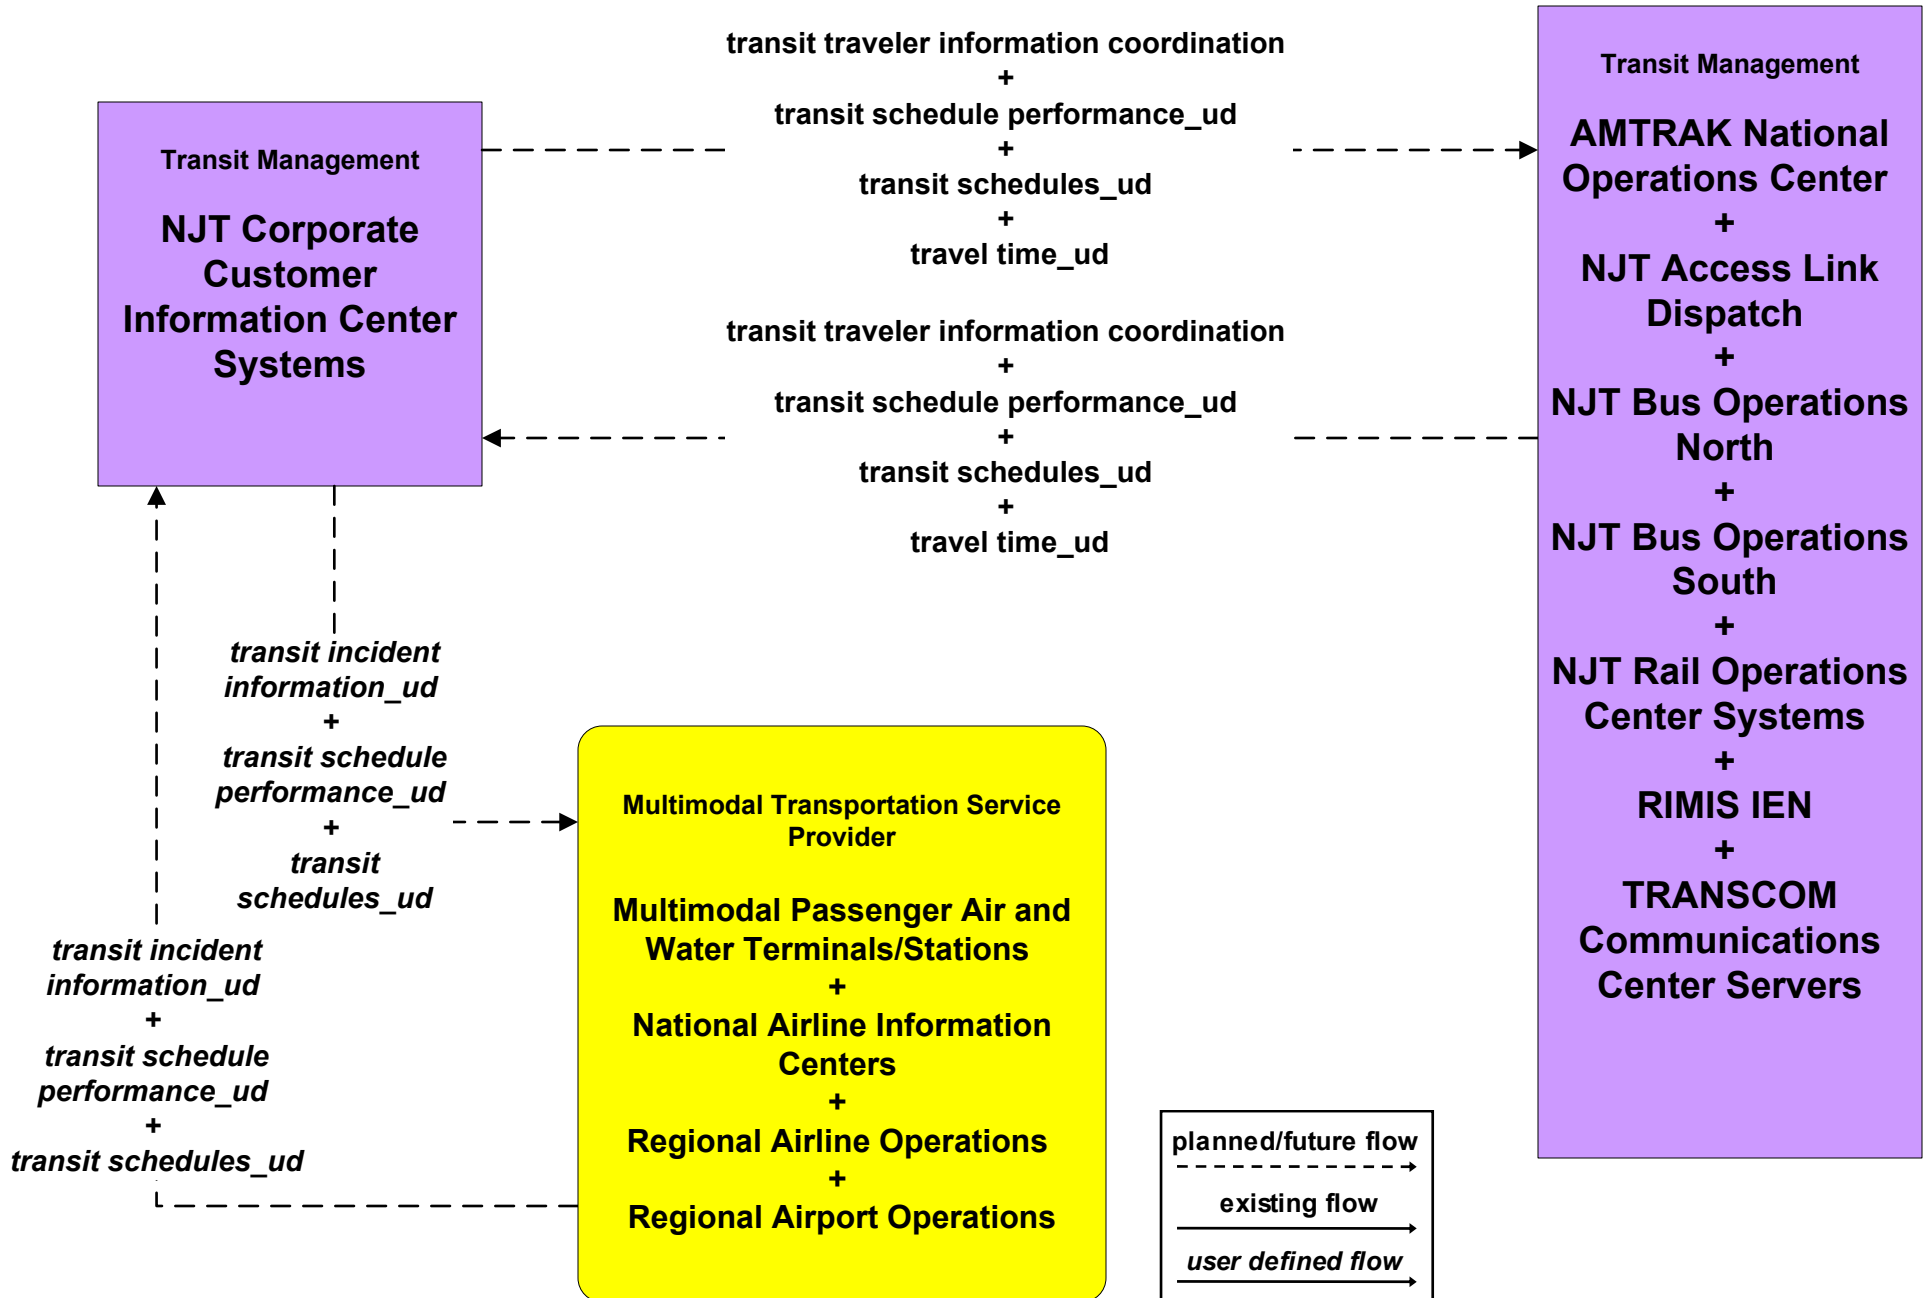 Transit Management
NJT Corporate
Customer
Information Center
Systems
transit traveler information coordination
+
transit schedule performance_ud
+
transit schedules_ud
+
travel time_ud
transit traveler information coordination
+
transit schedule performance_ud
+
transit schedules_ud
+
travel time_ud
Transit Management
AMTRAK National
Operations Center
+
NJT Access Link
Dispatch
+
NJT Bus Operations
North
+
NJT Bus Operations
South
+
NJT Rail Operations
Center Systems
+
RIMIS IEN
+
TRANSCOM
Communications
Center Servers
transit incident
information_ud
+
transit schedule
performance_ud
+
transit
schedules_ud
transit incident
information_ud
+
transit schedule
performance_ud
+
transit schedules_ud
Multimodal Transportation Service
Provider
Multimodal Passenger Air and
Water Terminals/Stations
+
National Airline Information
Centers
+
Regional Airline Operations
+
Regional Airport Operations
planned/future flow
existing flow
user defined flow